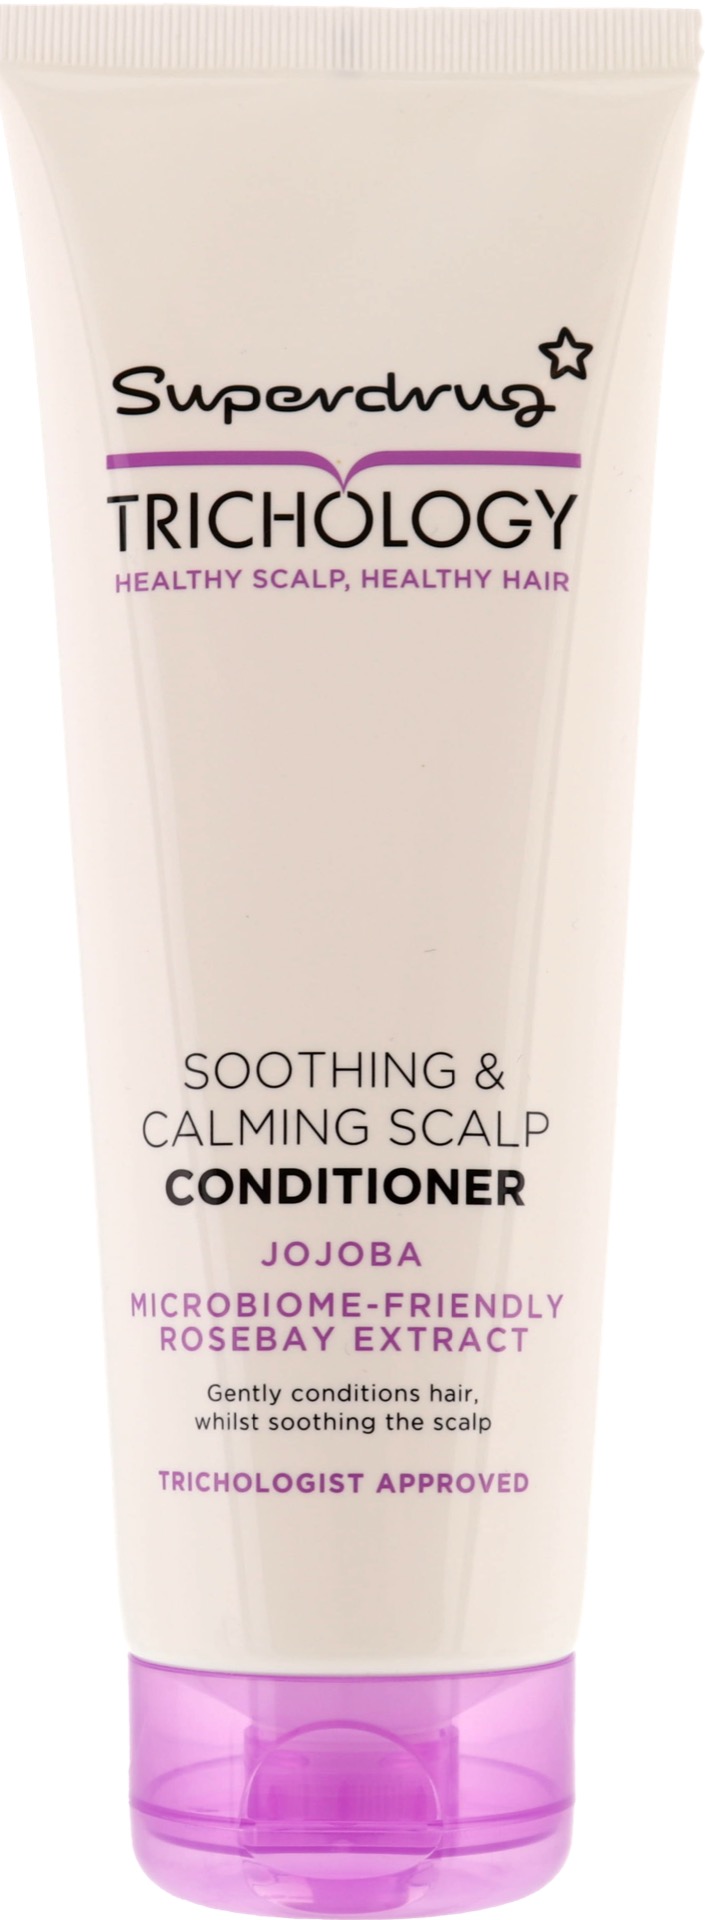 Superdrug
TRICHOLOGY
HEALTHY SCALP, HEALTHY HAIR
SOOTHING &
CALMING SCALP
CONDITIONER
JOJOBA
MICROBIOME-FRIENDLY
ROSEBAY EXTRACT
Gently conditions hair,
whilst soothing the scalp
TRICHOLOGIST APPROVED